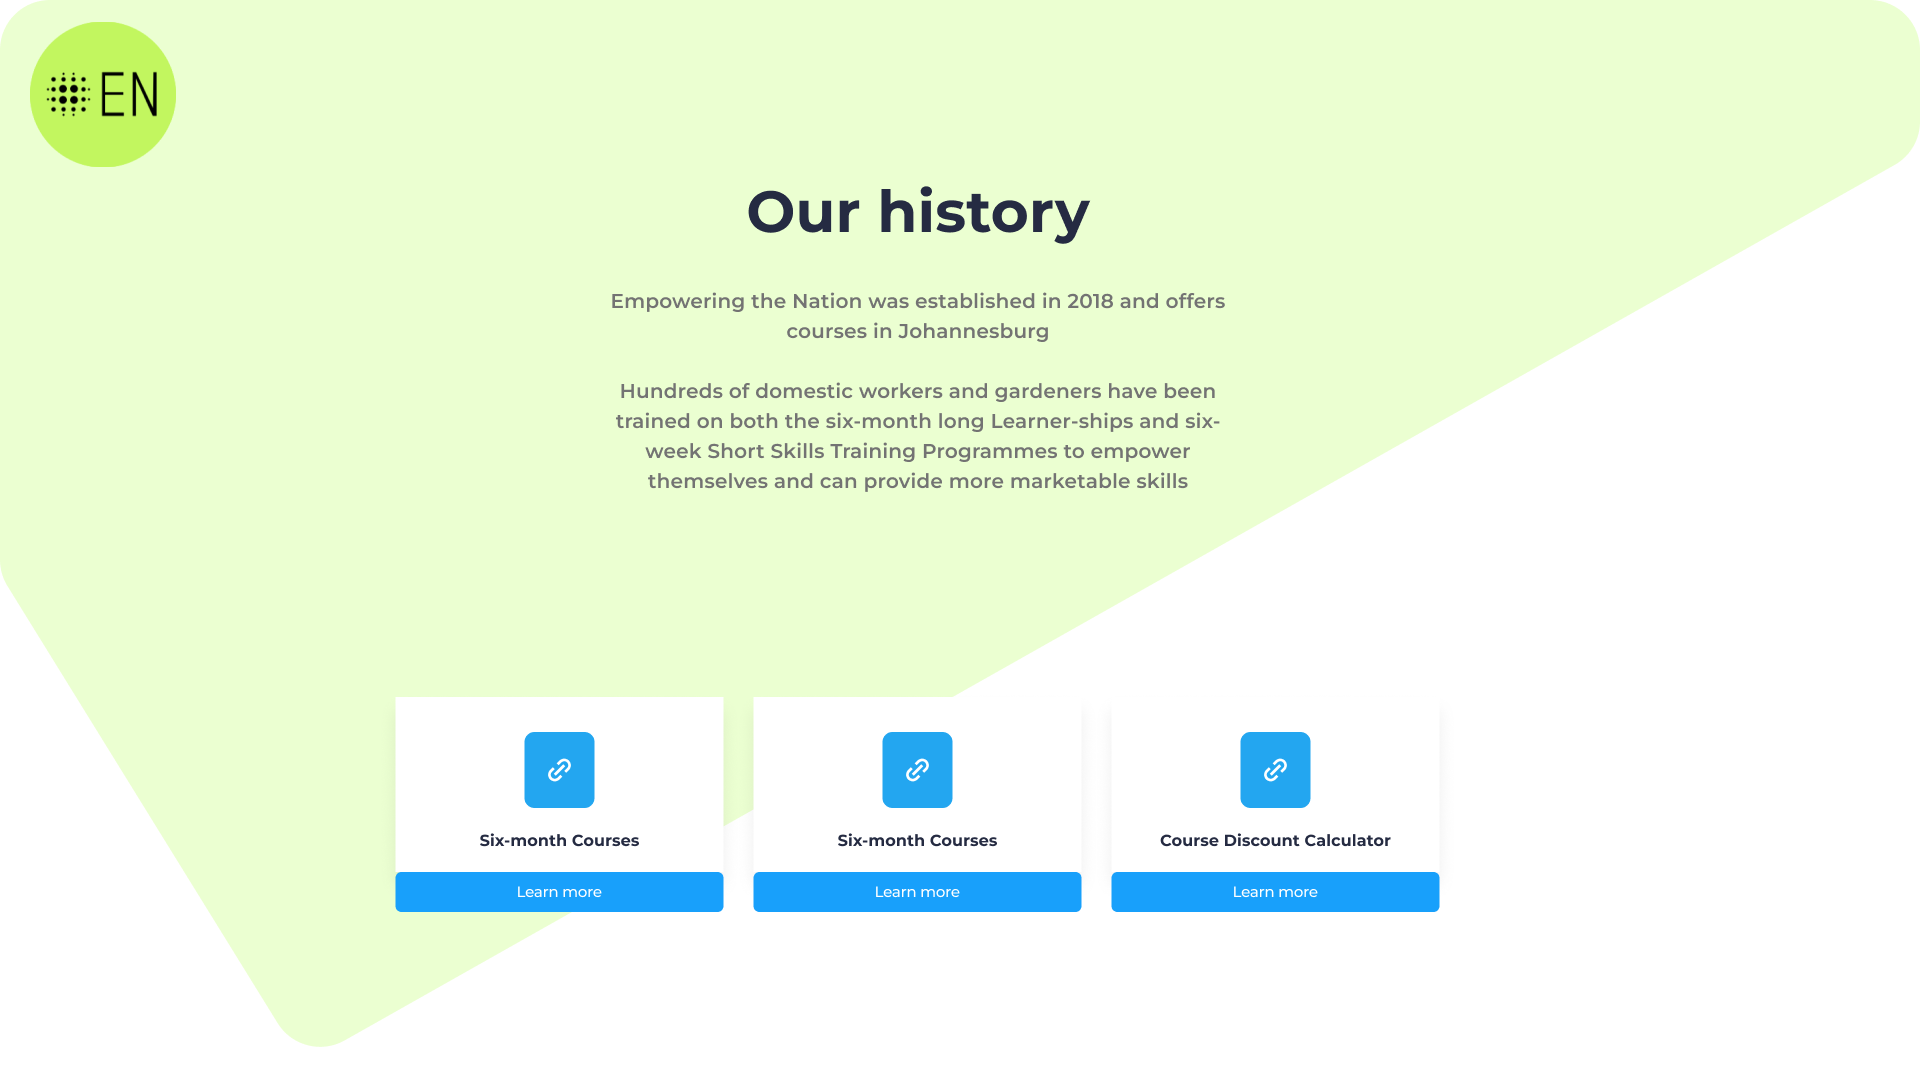 EN
Our history
Empowering the Nation was established in 2018 and offers
courses in Johannesburg
Hundreds of domestic workers and gardeners have been
trained on both the six-month long Learner-ships and six-
week Short Skills Training Programmes to empower
themselves and can provide more marketable skills
Six-month Courses
Six-month Courses
Course Discount Calculator
Learn more
Learn more
Learn more